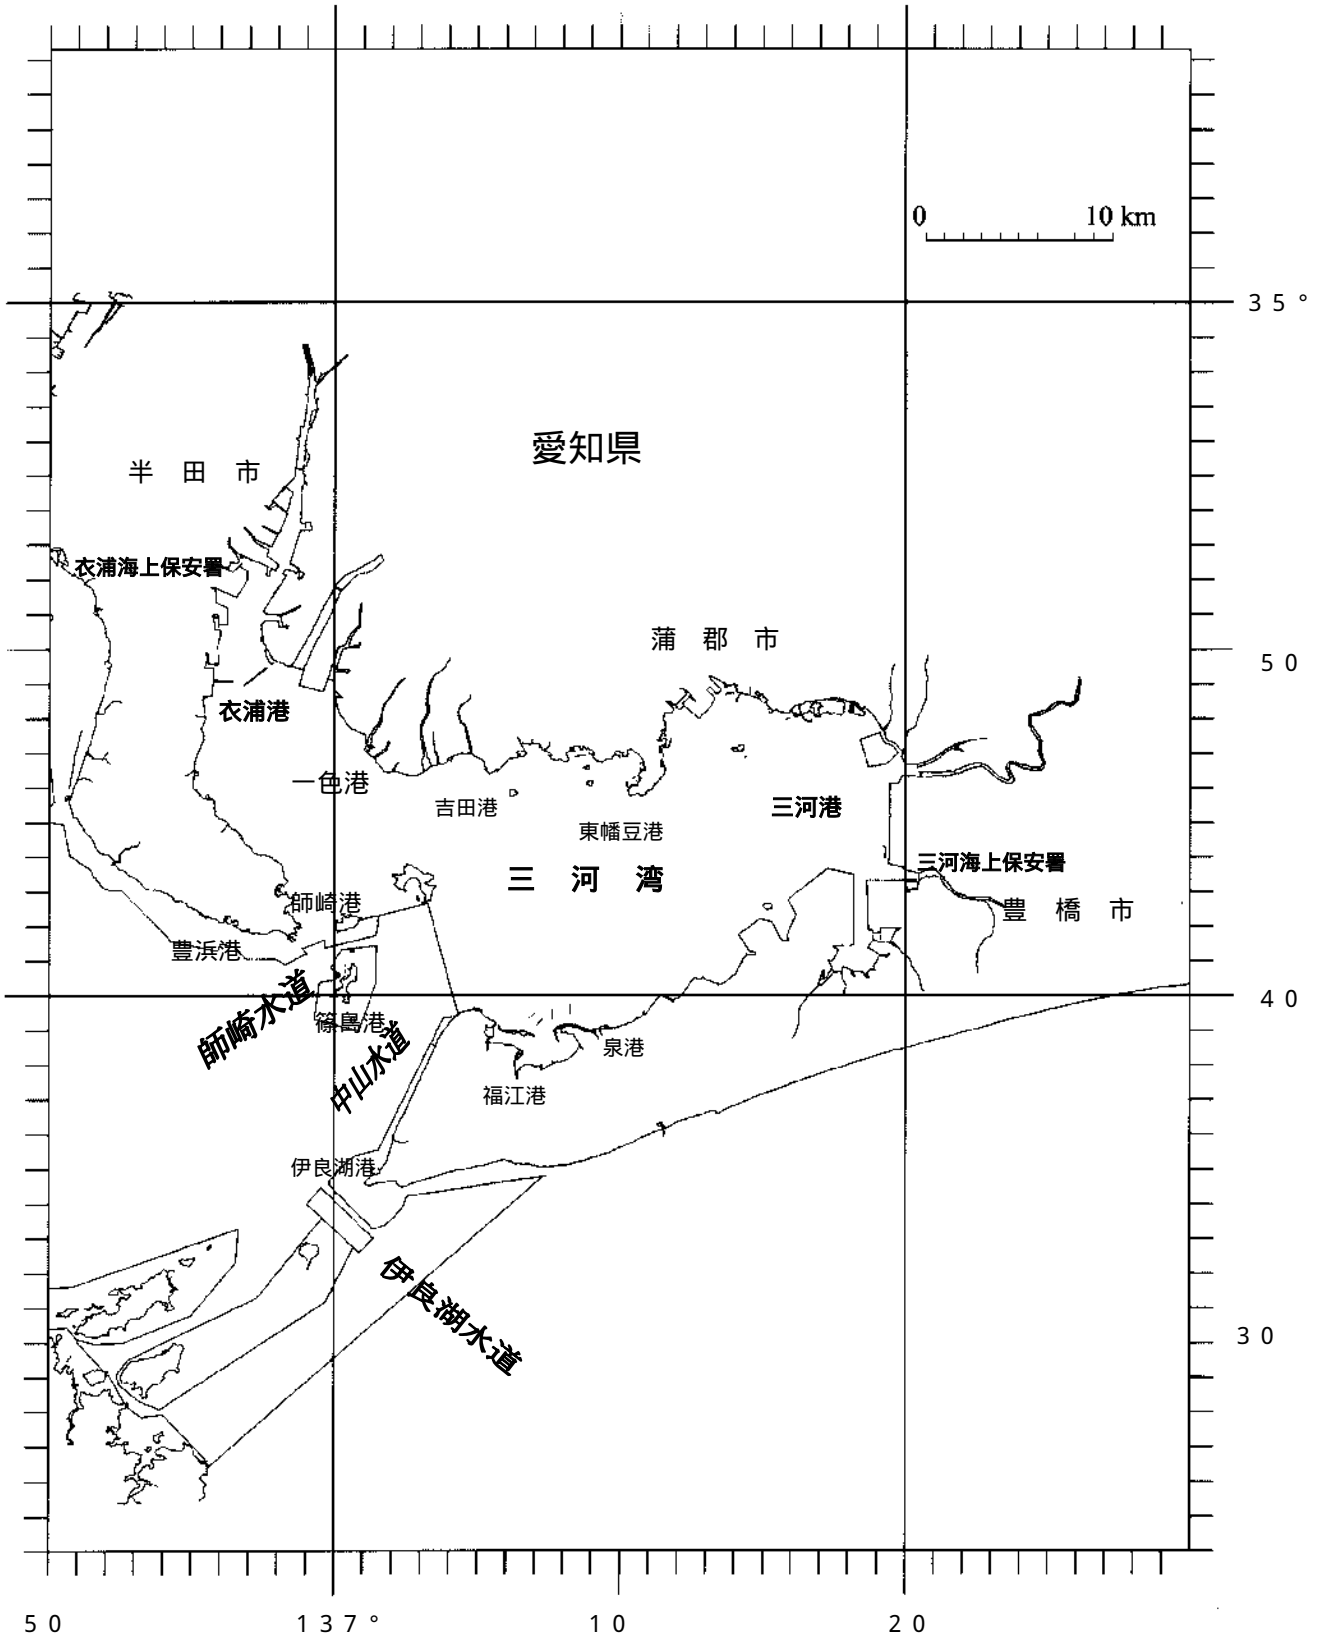 0 10 km
35°
愛知県
半田市
衣浦海上保安署
蒲郡市
50
衣浦港
一色港
吉田港
三河港
東幡豆港
三河海上保安署
三河湾
師崎港
豊橋市
豊浜港
師崎水道
40
篠島港
中山水道
泉港
福江港
伊良湖港
伊良湖水道
30
50 137° 10 20